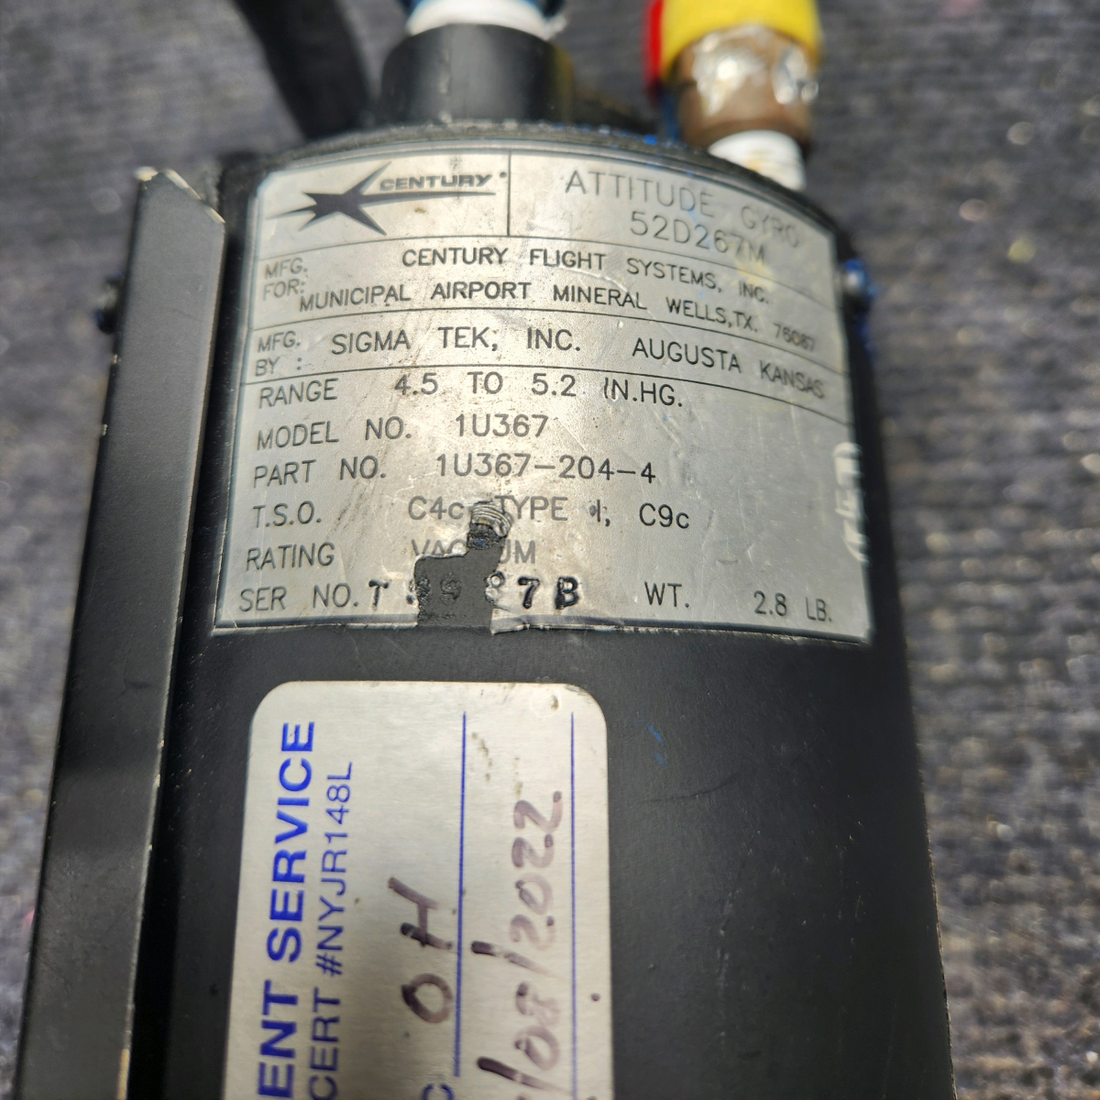 CENTURY
ATTITUDE GYRO
52D267M
MFG. FOR: CENTURY FLIGHT SYSTEMS, INC.
MUNICIPAL AIRPORT MINERAL WELLS, TX. 76067
MFG. BY : SIGMA TEK, INC. AUGUSTA KANSAS
RANGE 4.5 TO 5.2 IN.HG.
MODEL NO. 1U367
PART NO. 1U367-204-4
T.S.O. C4c TYPE I, C9c
RATING VACUUM
SER NO. WT. 2.8 LB.
SERVICE
CERT #NYJR148L
OH
/08/2022